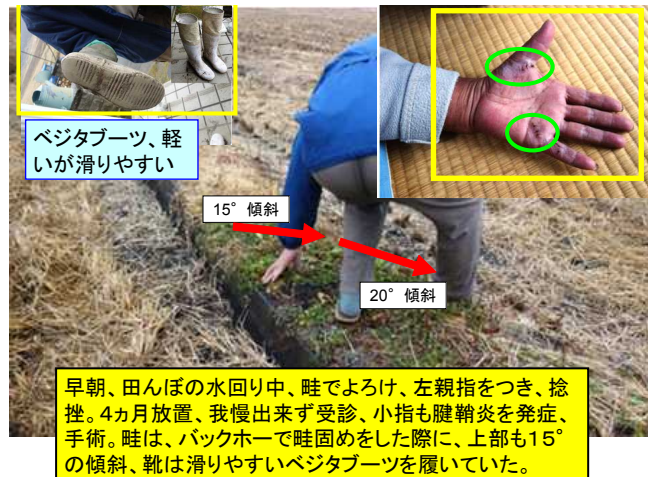 ベジタブーツ、軽
いが滑りやすい
15°傾斜
20°傾斜
早朝、田んぼの水回り中、畦でよろけ、左親指をつき、捻
挫。4ヵ月放置、我慢出来ず受診、小指も腱鞘炎を発症、
手術。畦は、バックホーで畦固めをした際に、上部も15°
の傾斜、靴は滑りやすいベジタブーツを履いていた。